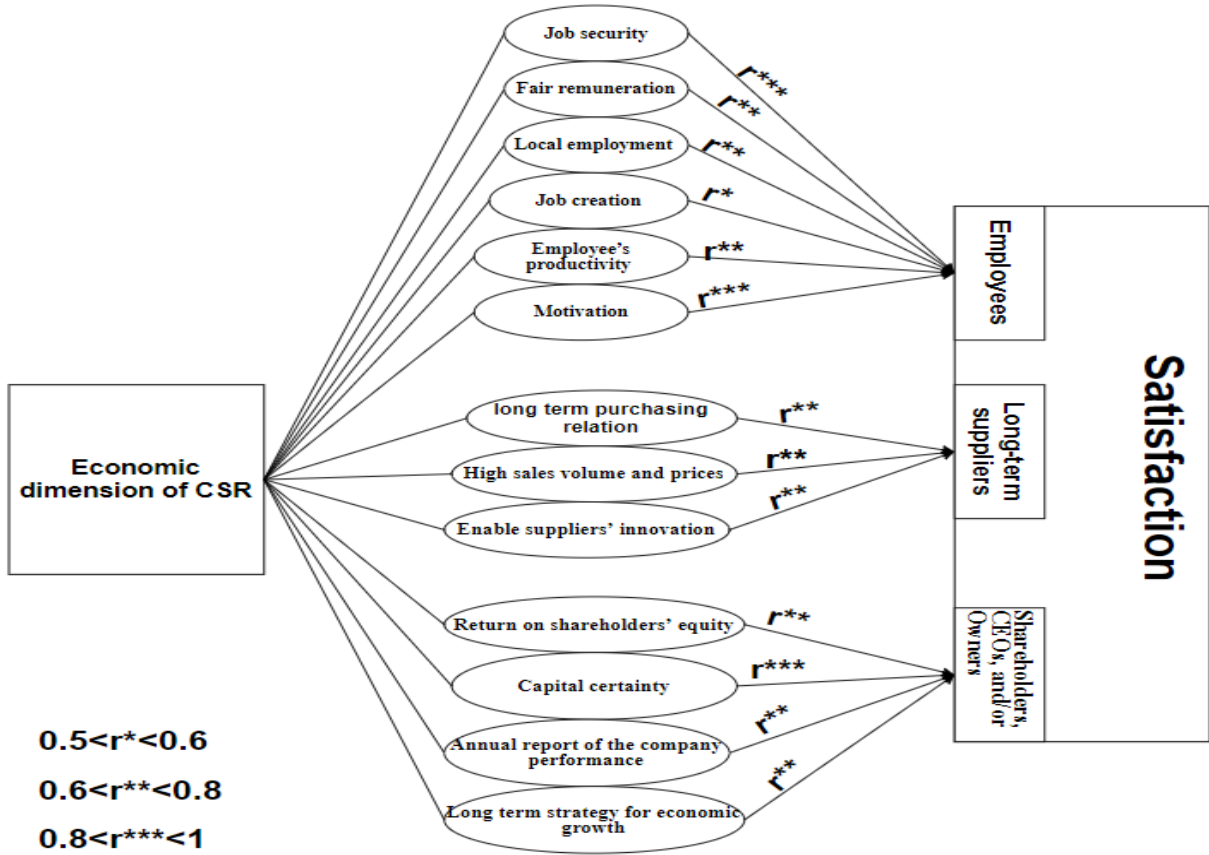 Job security
r***
Fair remuneration
r**
Local employment
r**
Job creation
r*
Employee's
productivity
r**
Motivation
r***
Employees
Economic
dimension of CSR
long term purchasing
relation
r**
High sales volume and prices
r**
Enable suppliers' innovation
r**
Long-term
suppliers
Satisfaction
Return on shareholders' equity
r**
Capital certainty
r***
Annual report of the company
performance
r**
Long term strategy for economic
growth
r**
Shareholders,
CEOs, and/or
Owners
0.5<r*<0.6
0.6<r**<0.8
0.8<r***<1